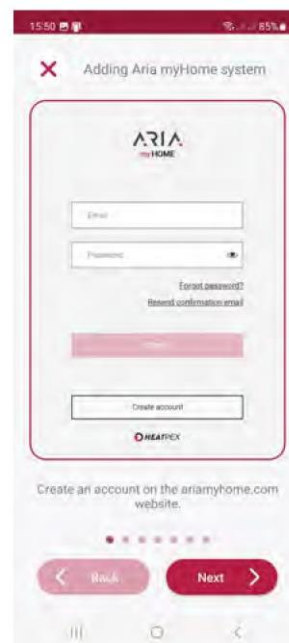 15:50 85%
Adding Aria myHome system
ARIA
myHOME
Email
Password
Forgot password?
Resend confirmation email
Create account
HEATPEX
Create an account on the ariamyhome.com
website.
Back Next